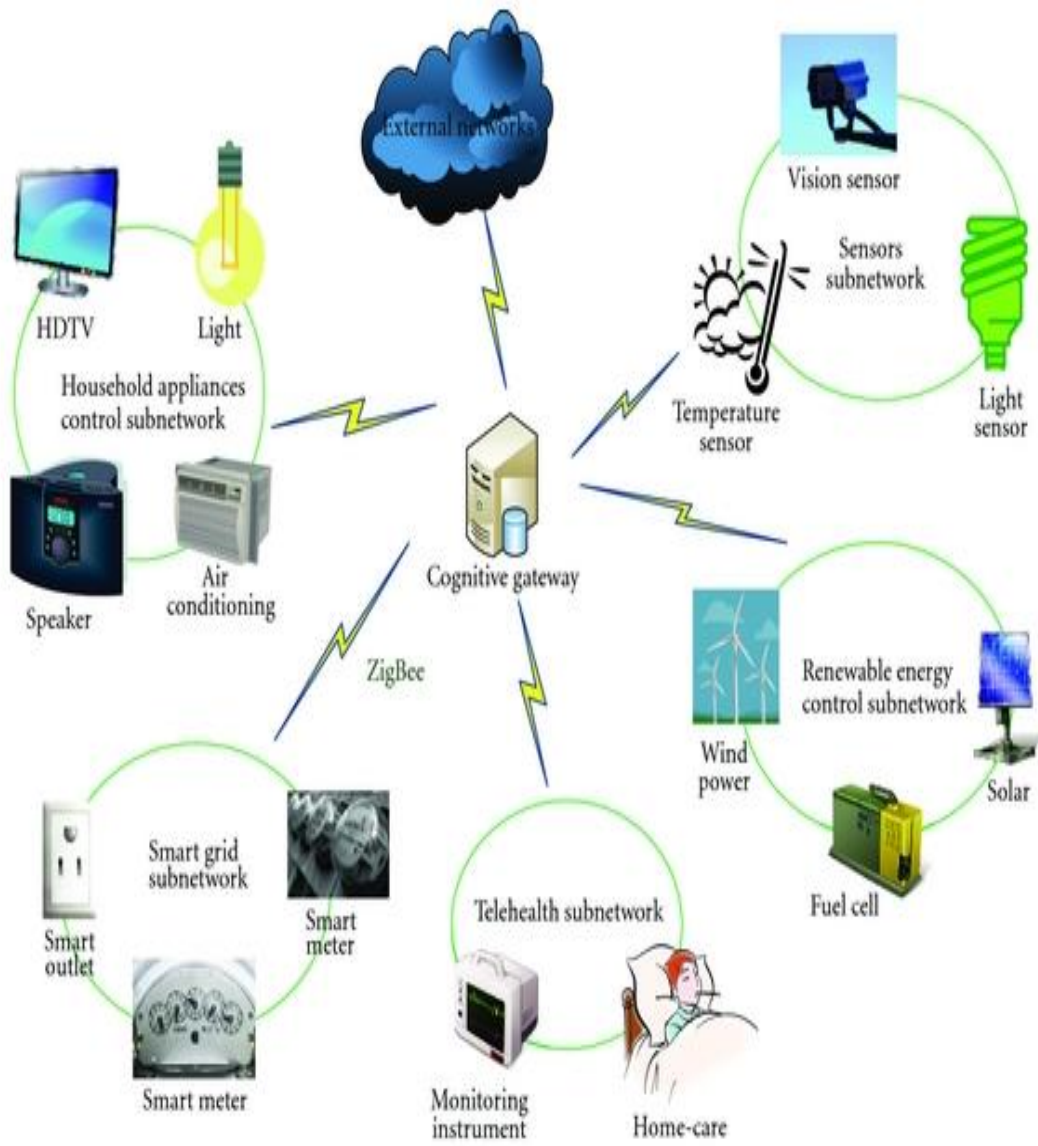 External networks
Vision sensor
Sensors
subnetwork
HDTV
Light
Household appliances
control subnetwork
Temperature
sensor
Light
sensor
Cognitive gateway
Air
conditioning
Speaker
ZigBee
Renewable energy
control subnetwork
Wind
power
Solar
Fuel cell
Smart grid
subnetwork
Smart
outlet
Smart
meter
Smart meter
Telehealth subnetwork
Monitoring
instrument
Home-care